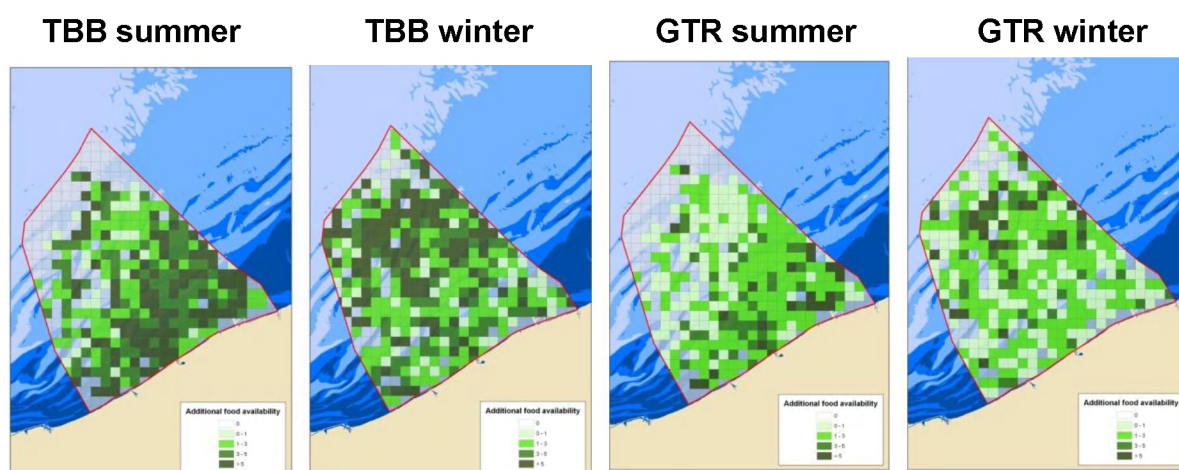 TBB summer
TBB winter
GTR summer
GTR winter
Additional food availability
0
0 - 1
1 - 3
3 - 5
> 5
Additional food availability
0
0 - 1
1 - 3
3 - 5
> 5
Additional food availability
0
0 - 1
1 - 3
3 - 5
> 5
Additional food availability
0
0 - 1
1 - 3
3 - 5
> 5